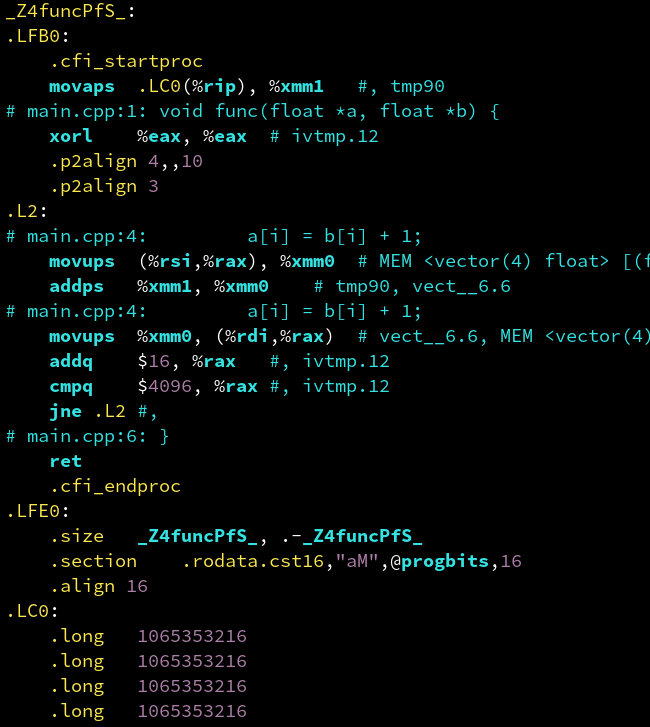 _Z4funcPfS_:
.LFB0:
    .cfi_startproc
    movaps  .LC0(%rip), %xmm1   #, tmp90
# main.cpp:1: void func(float *a, float *b) {
    xorl    %eax, %eax  # ivtmp.12
    .p2align 4,,10
    .p2align 3
.L2:
# main.cpp:4:         a[i] = b[i] + 1;
    movups  (%rsi,%rax), %xmm0  # MEM <vector(4) float> [(f
    addps   %xmm1, %xmm0    # tmp90, vect__6.6
# main.cpp:4:         a[i] = b[i] + 1;
    movups  %xmm0, (%rdi,%rax)  # vect__6.6, MEM <vector(4)
    addq    $16, %rax   #, ivtmp.12
    cmpq    $4096, %rax #, ivtmp.12
    jne .L2 #,
# main.cpp:6: }
    ret
    .cfi_endproc
.LFE0:
    .size   _Z4funcPfS_, .-_Z4funcPfS_
    .section    .rodata.cst16,"aM",@progbits,16
    .align 16
.LC0:
    .long   1065353216
    .long   1065353216
    .long   1065353216
    .long   1065353216